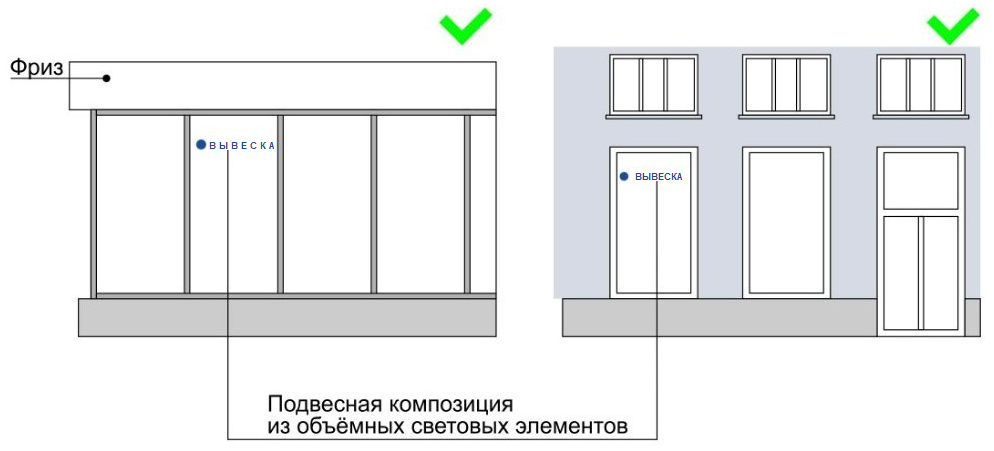 Фриз
ВЫВЕСКА
ВЫВЕСКА
Подвесная композиция
из объёмных световых элементов